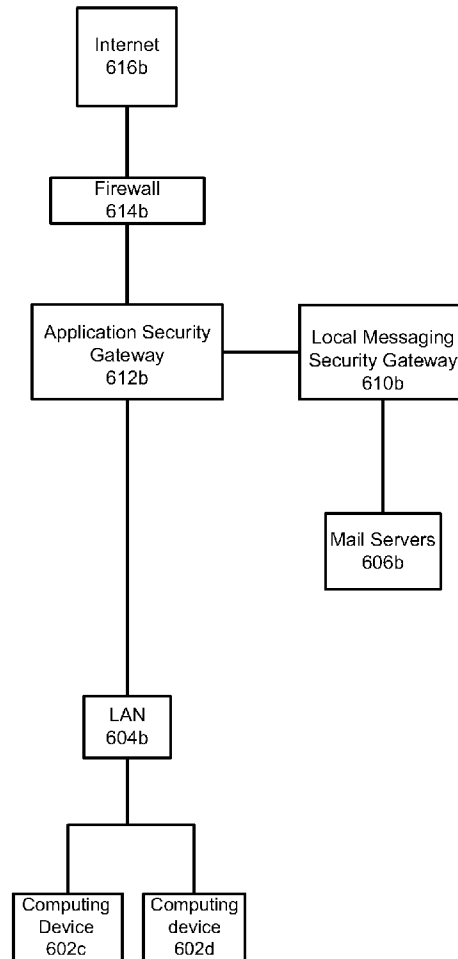 Internet
616b
Firewall
614b
Application Security
Gateway
612b
Local Messaging
Security Gateway
610b
Mail Servers
606b
LAN
604b
Computing
Device
602c
Computing
device
602d